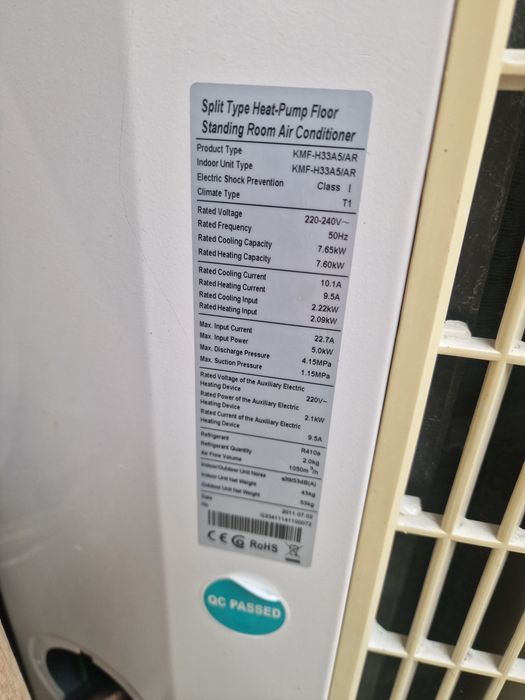 Split Type Heat-Pump Floor
Standing Room Air Conditioner
Product Type KMF-H33A5/AR
Indoor Unit Type KMF-H33A5/AR
Electric Shock Prevention Class I
Climate Type T1
Rated Voltage 220-240V~
Rated Frequency 50Hz
Rated Cooling Capacity 7.65kW
Rated Heating Capacity 7.60kW
Rated Cooling Current 10.1A
Rated Heating Current 9.5A
Rated Cooling Input 2.22kW
Rated Heating Input 2.09kW
Max. Input Current 22.7A
Max. Input Power 5.0kW
Max. Discharge Pressure 4.15MPa
Max. Suction Pressure 1.15MPa
Rated Voltage of the Auxiliary Electric
Heating Device 220V~
Rated Power of the Auxiliary Electric
Heating Device 2.1kW
Rated Current of the Auxiliary Electric
Heating Device 9.5A
Refrigerant R410a
Refrigerant Quantity 2.0kg
Air Flow Volume 1050m³/h
Indoor/Outdoor Unit Noise ≤39/53dB(A)
Indoor Unit Net Weight 43kg
Outdoor Unit Net Weight 53kg
Date 2011.07.03
CE RoHS
QC PASSED